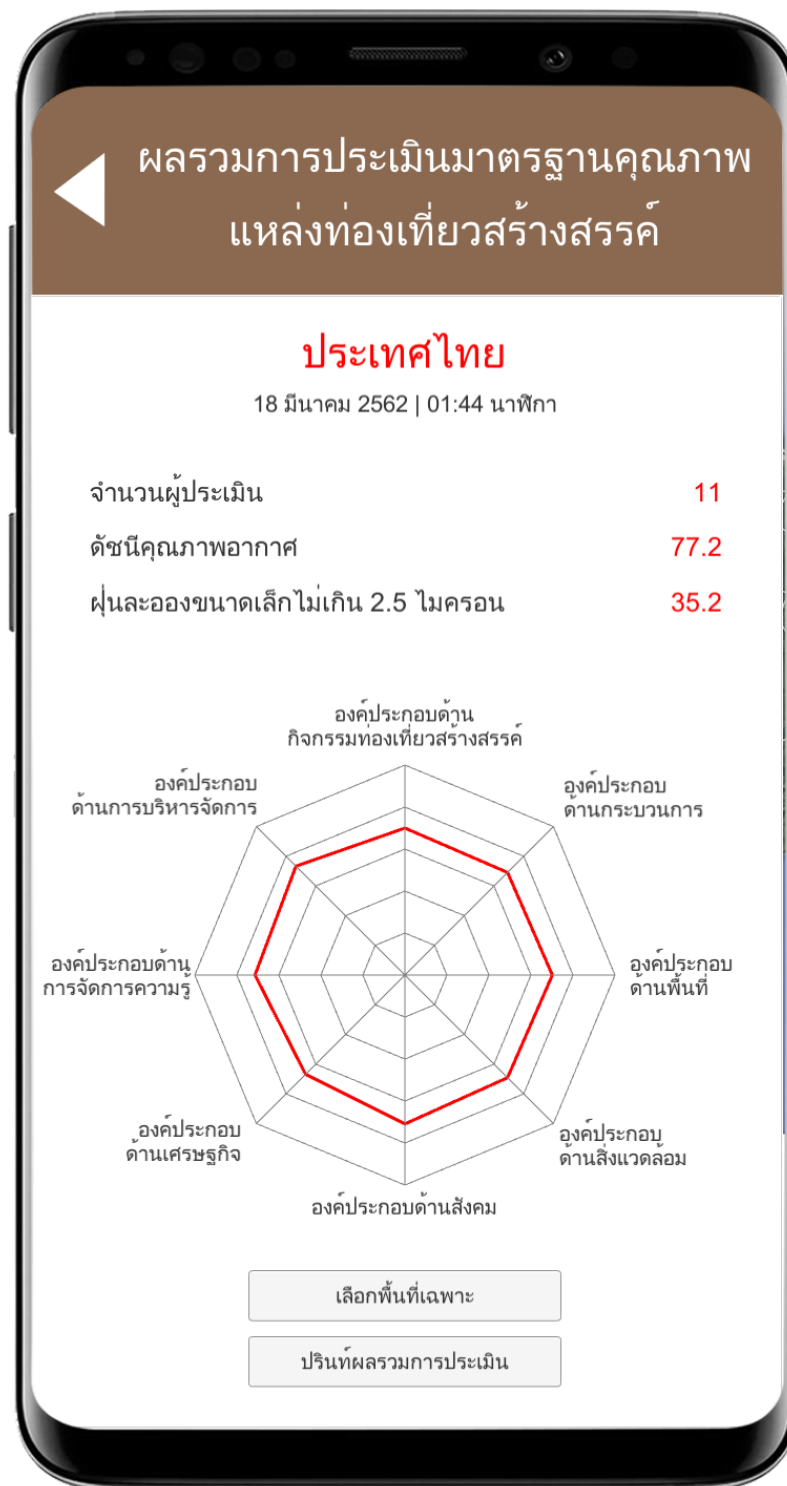 ผลรวมการประเมินมาตรฐานคุณภาพ
แหล่งท่องเที่ยวสร้างสรรค์
ประเทศไทย
18 มีนาคม 2562 | 01:44 นาฬิกา
จำนวนผู้ประเมิน 11
ดัชนีคุณภาพอากาศ 77.2
ฝุ่นละอองขนาดเล็กไม่เกิน 2.5 ไมครอน 35.2
องค์ประกอบด้าน
กิจกรรมท่องเที่ยวสร้างสรรค์
องค์ประกอบ
ด้านการบริหารจัดการ
องค์ประกอบ
ด้านกระบวนการ
องค์ประกอบด้าน
การจัดการความรู้
องค์ประกอบ
ด้านพื้นที่
องค์ประกอบ
ด้านเศรษฐกิจ
องค์ประกอบ
ด้านสิ่งแวดล้อม
องค์ประกอบด้านสังคม
เลือกพื้นที่เฉพาะ
ปรินท์ผลรวมการประเมิน